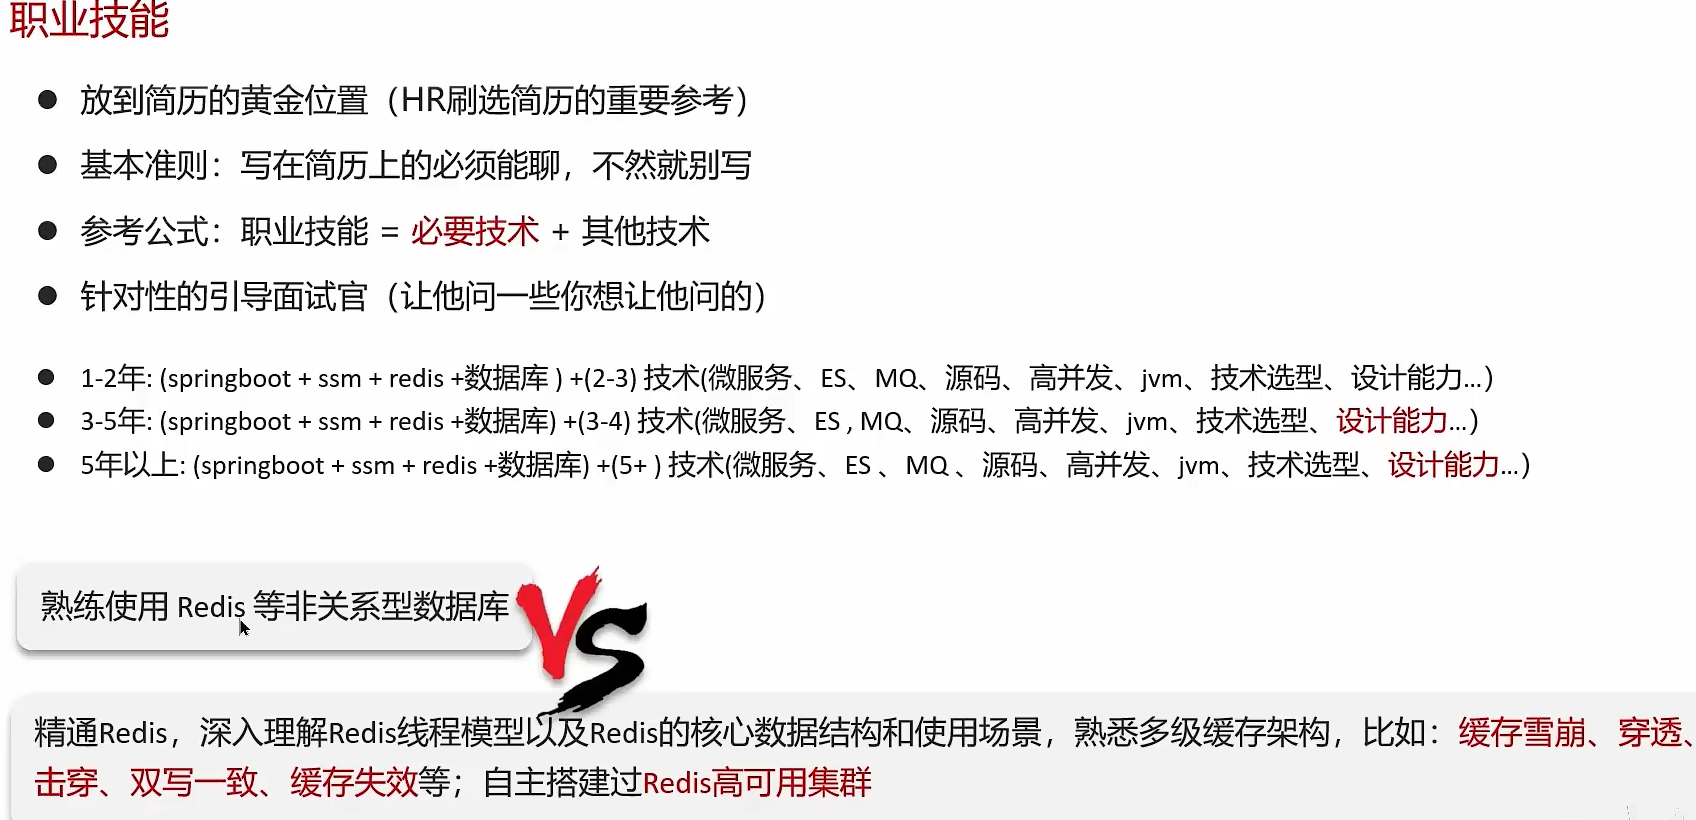 职业技能
放到简历的黄金位置（HR刷选简历的重要参考）
基本准则：写在简历上的必须能聊，不然就别写
参考公式：职业技能 = 必要技术 + 其他技术
针对性的引导面试官（让他问一些你想让他问的）
1-2年: (springboot + ssm + redis +数据库 ) +(2-3) 技术(微服务、ES、MQ、源码、高并发、jvm、技术选型、设计能力...)
3-5年: (springboot + ssm + redis +数据库) +(3-4) 技术(微服务、ES , MQ、源码、高并发、jvm、技术选型、设计能力...)
5年以上: (springboot + ssm + redis +数据库) +(5+ ) 技术(微服务、ES 、MQ 、源码、高并发、jvm、技术选型、设计能力...)
熟练使用 Redis 等非关系型数据库
VS
精通Redis，深入理解Redis线程模型以及Redis的核心数据结构和使用场景，熟悉多级缓存架构，比如：缓存雪崩、穿透、
击穿、双写一致、缓存失效等；自主搭建过Redis高可用集群